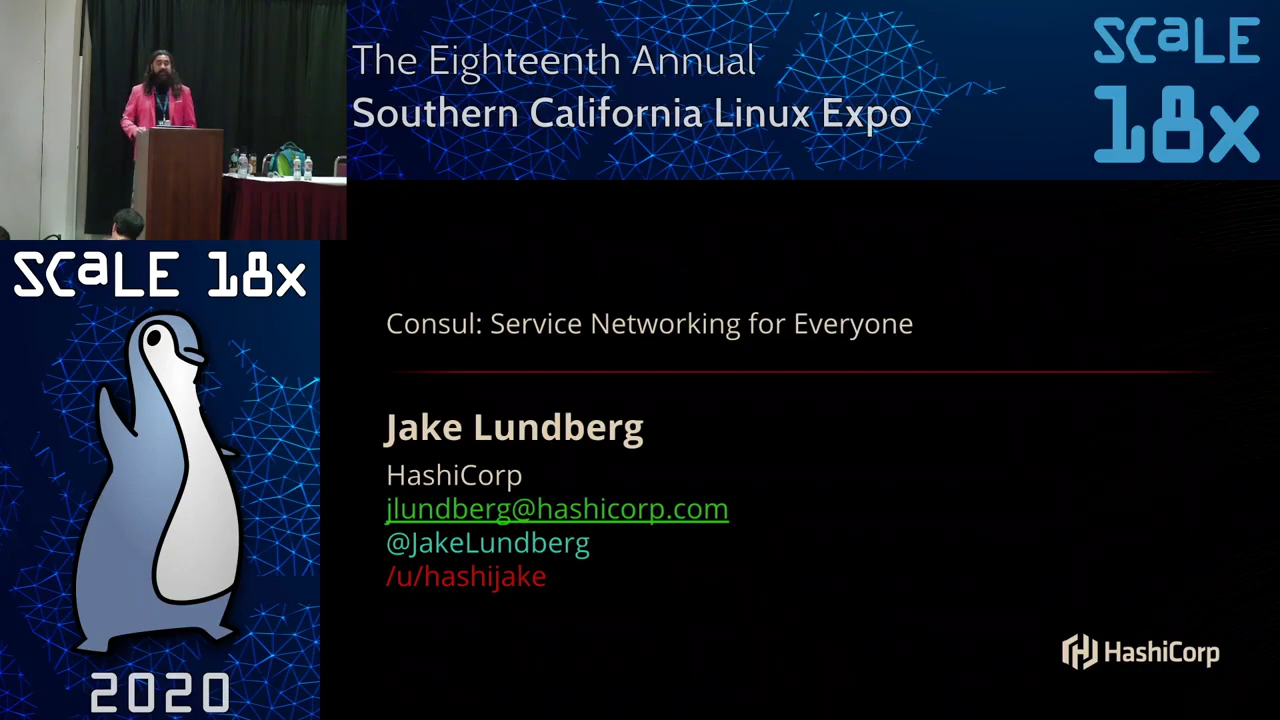 The Eighteenth Annual
Southern California Linux Expo
SCaLE
18x
SCaLE 18x
2020
Consul: Service Networking for Everyone
Jake Lundberg
HashiCorp
jlundberg@hashicorp.com
@JakeLundberg
/u/hashijake
HashiCorp